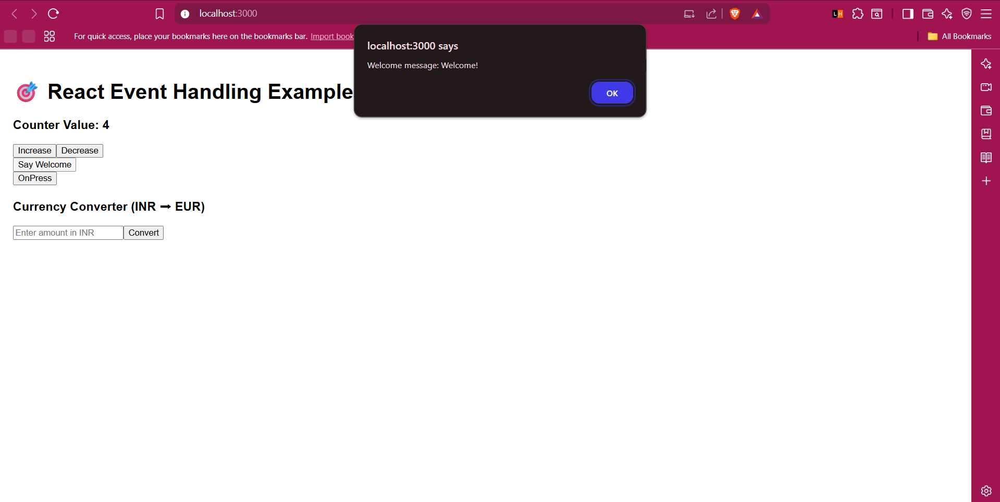 localhost:3000
LH
For quick access, place your bookmarks here on the bookmarks bar. Import book
All Bookmarks
localhost:3000 says
Welcome message: Welcome!
OK
React Event Handling Example
Counter Value: 4
Increase Decrease
Say Welcome
OnPress
Currency Converter (INR ➞ EUR)
Enter amount in INR Convert